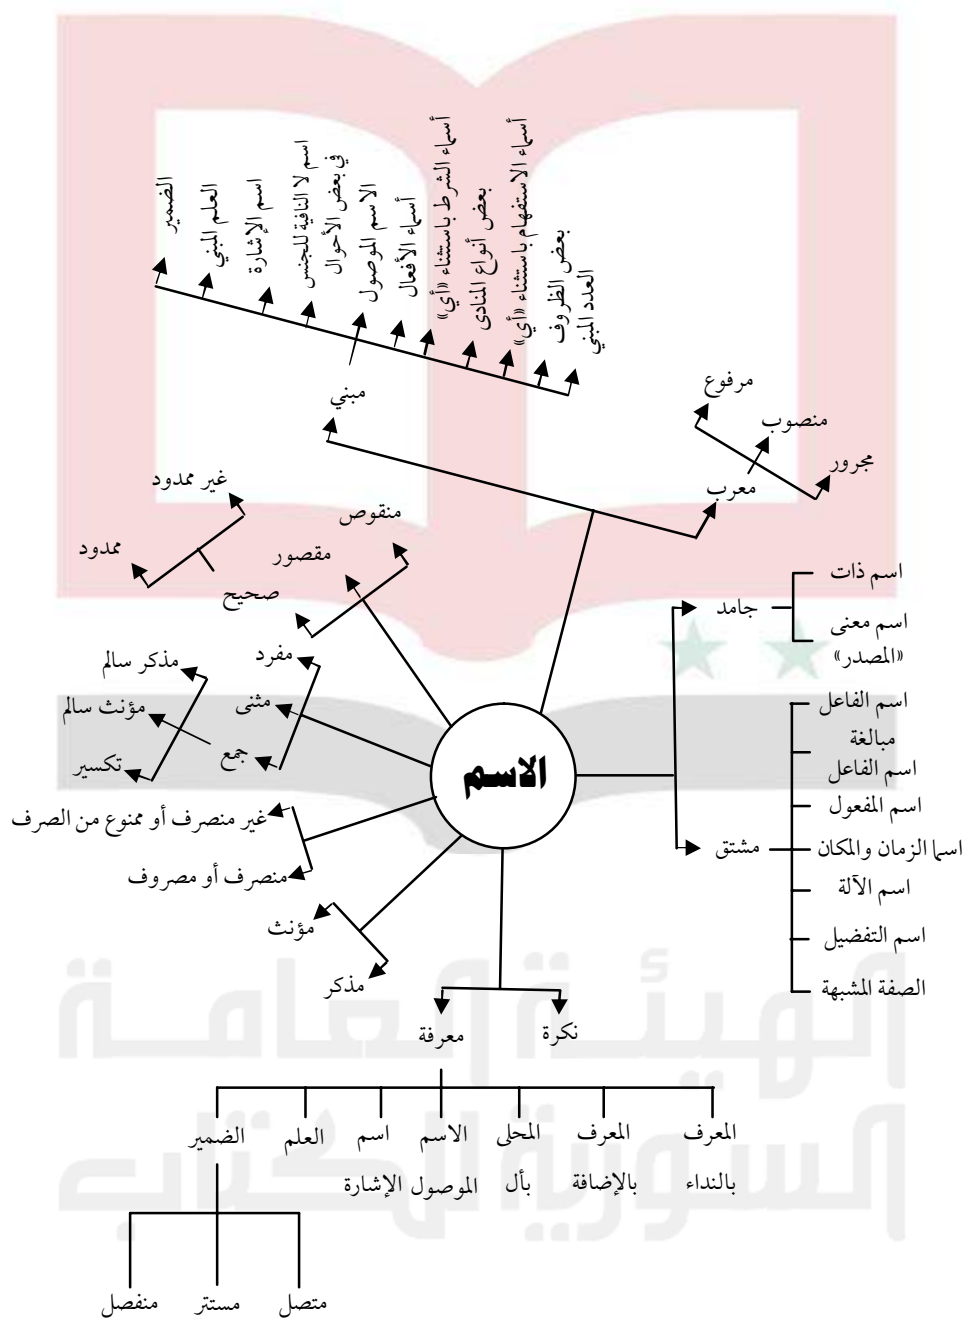 الضمير
العلم المبني
اسم الإشارة
اسم لا النافية للجنس
في بعض الأحوال
الاسم الموصول
أسماء الأفعال
أسماء الشرط باستثناء «أي»
بعض أنواع المنادى
أسماء الاستفهام باستثناء «أي»
بعض الظروف
العدد المبني
مبني
مرفوع
منصوب
مجرور
معرب
غير ممدود
ممدود
منقوص
مقصور
صحيح
اسم ذات
جامد
اسم معنى
«المصدر»
مفرد
مثنى
جمع
مذكر سالم
مؤنث سالم
تكسير
الاسم
اسم الفاعل
مبالغة
اسم الفاعل
اسم المفعول
مشتق
اسما الزمان والمكان
اسم الآلة
اسم التفضيل
الصفة المشبهة
غير منصرف أو ممنوع من الصرف
منصرف أو مصروف
مؤنث
مذكر
نكرة
معرفة
المعرف
بالنداء
المعرف
بالإضافة
المحلى
بأل
الاسم
الموصول
اسم
الإشارة
العلم
الضمير
متصل
مستتر
منفصل
الهيئة العامة
السورية للكتاب